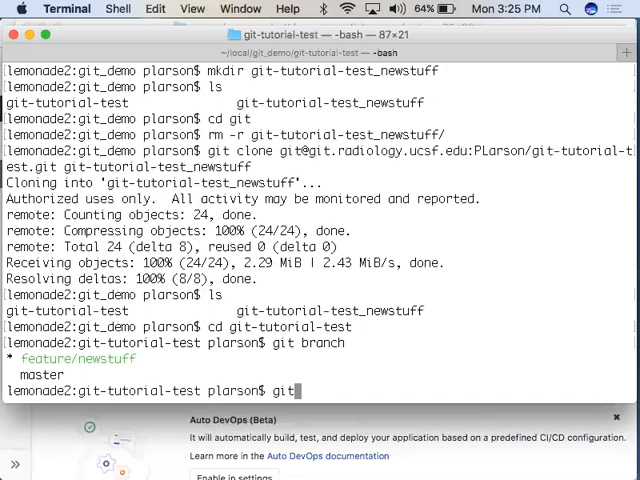 Terminal Shell Edit View Window Help 64% Mon 3:25 PM
git-tutorial-test — -bash — 87×21
~/local/git_demo/git-tutorial-test — -bash
lemonade2:git_demo plarson$ mkdir git-tutorial-test_newstuff
lemonade2:git_demo plarson$ ls
git-tutorial-test git-tutorial-test_newstuff
lemonade2:git_demo plarson$ cd git
lemonade2:git_demo plarson$ rm -r git-tutorial-test_newstuff/
lemonade2:git_demo plarson$ git clone git@git.radiology.ucsf.edu:PLarson/git-tutorial-t
est.git git-tutorial-test_newstuff
Cloning into 'git-tutorial-test_newstuff'...
Authorized uses only. All activity may be monitored and reported.
remote: Counting objects: 24, done.
remote: Compressing objects: 100% (24/24), done.
remote: Total 24 (delta 8), reused 0 (delta 0)
Receiving objects: 100% (24/24), 2.29 MiB | 2.43 MiB/s, done.
Resolving deltas: 100% (8/8), done.
lemonade2:git_demo plarson$ ls
git-tutorial-test git-tutorial-test_newstuff
lemonade2:git_demo plarson$ cd git-tutorial-test
lemonade2:git-tutorial-test plarson$ git branch
* feature/newstuff
master
lemonade2:git-tutorial-test plarson$ git
Auto DevOps (Beta)
It will automatically build, test, and deploy your application based on a predefined CI/CD configuration.
Learn more in the Auto DevOps documentation
Enable in settings